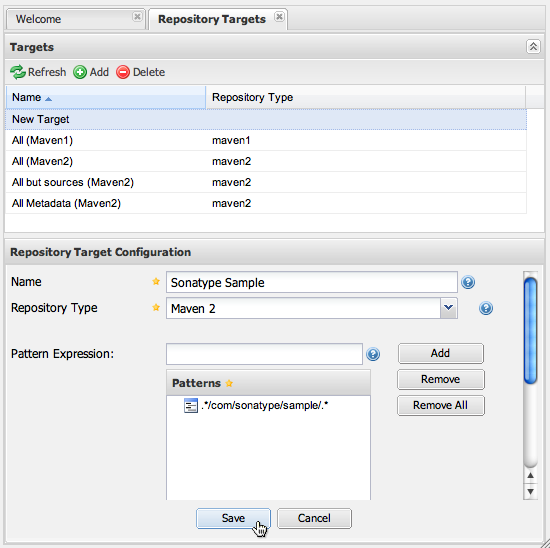 Welcome Repository Targets
Targets
Refresh Add Delete
Name Repository Type
New Target
All (Maven1) maven1
All (Maven2) maven2
All but sources (Maven2) maven2
All Metadata (Maven2) maven2
Repository Target Configuration
Name Sonatype Sample
Repository Type Maven 2
Pattern Expression: Add
Patterns Remove
.*/com/sonatype/sample/.* Remove All
Save Cancel